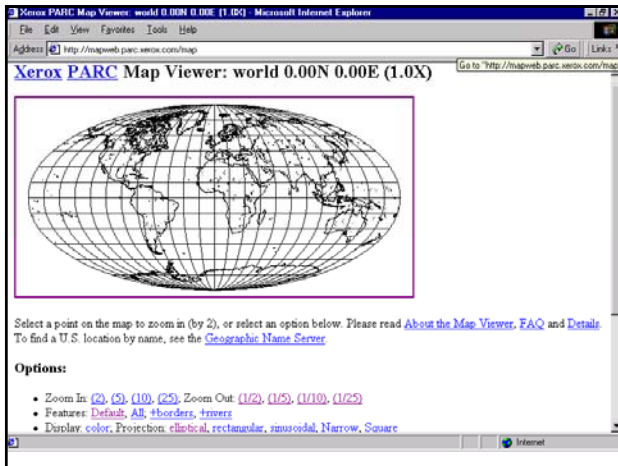 Xerox PARC Map Viewer: world 0.00N 0.00E (1.0X) - Microsoft Internet Explorer
File Edit View Favorites Tools Help
Address http://mapweb.parc.xerox.com/map Go Links »
Go to "http://mapweb.parc.xerox.com/map
Xerox PARC Map Viewer: world 0.00N 0.00E (1.0X)
Select a point on the map to zoom in (by 2), or select an option below. Please read About the Map Viewer, FAQ and Details.
To find a U.S. location by name, see the Geographic Name Server.
Options:
• Zoom In: (2), (5), (10), (25); Zoom Out: (1/2), (1/5), (1/10), (1/25)
• Features: Default, All; +borders, +rivers
• Display: color; Projection: elliptical, rectangular, sinusoidal; Narrow, Square
Internet